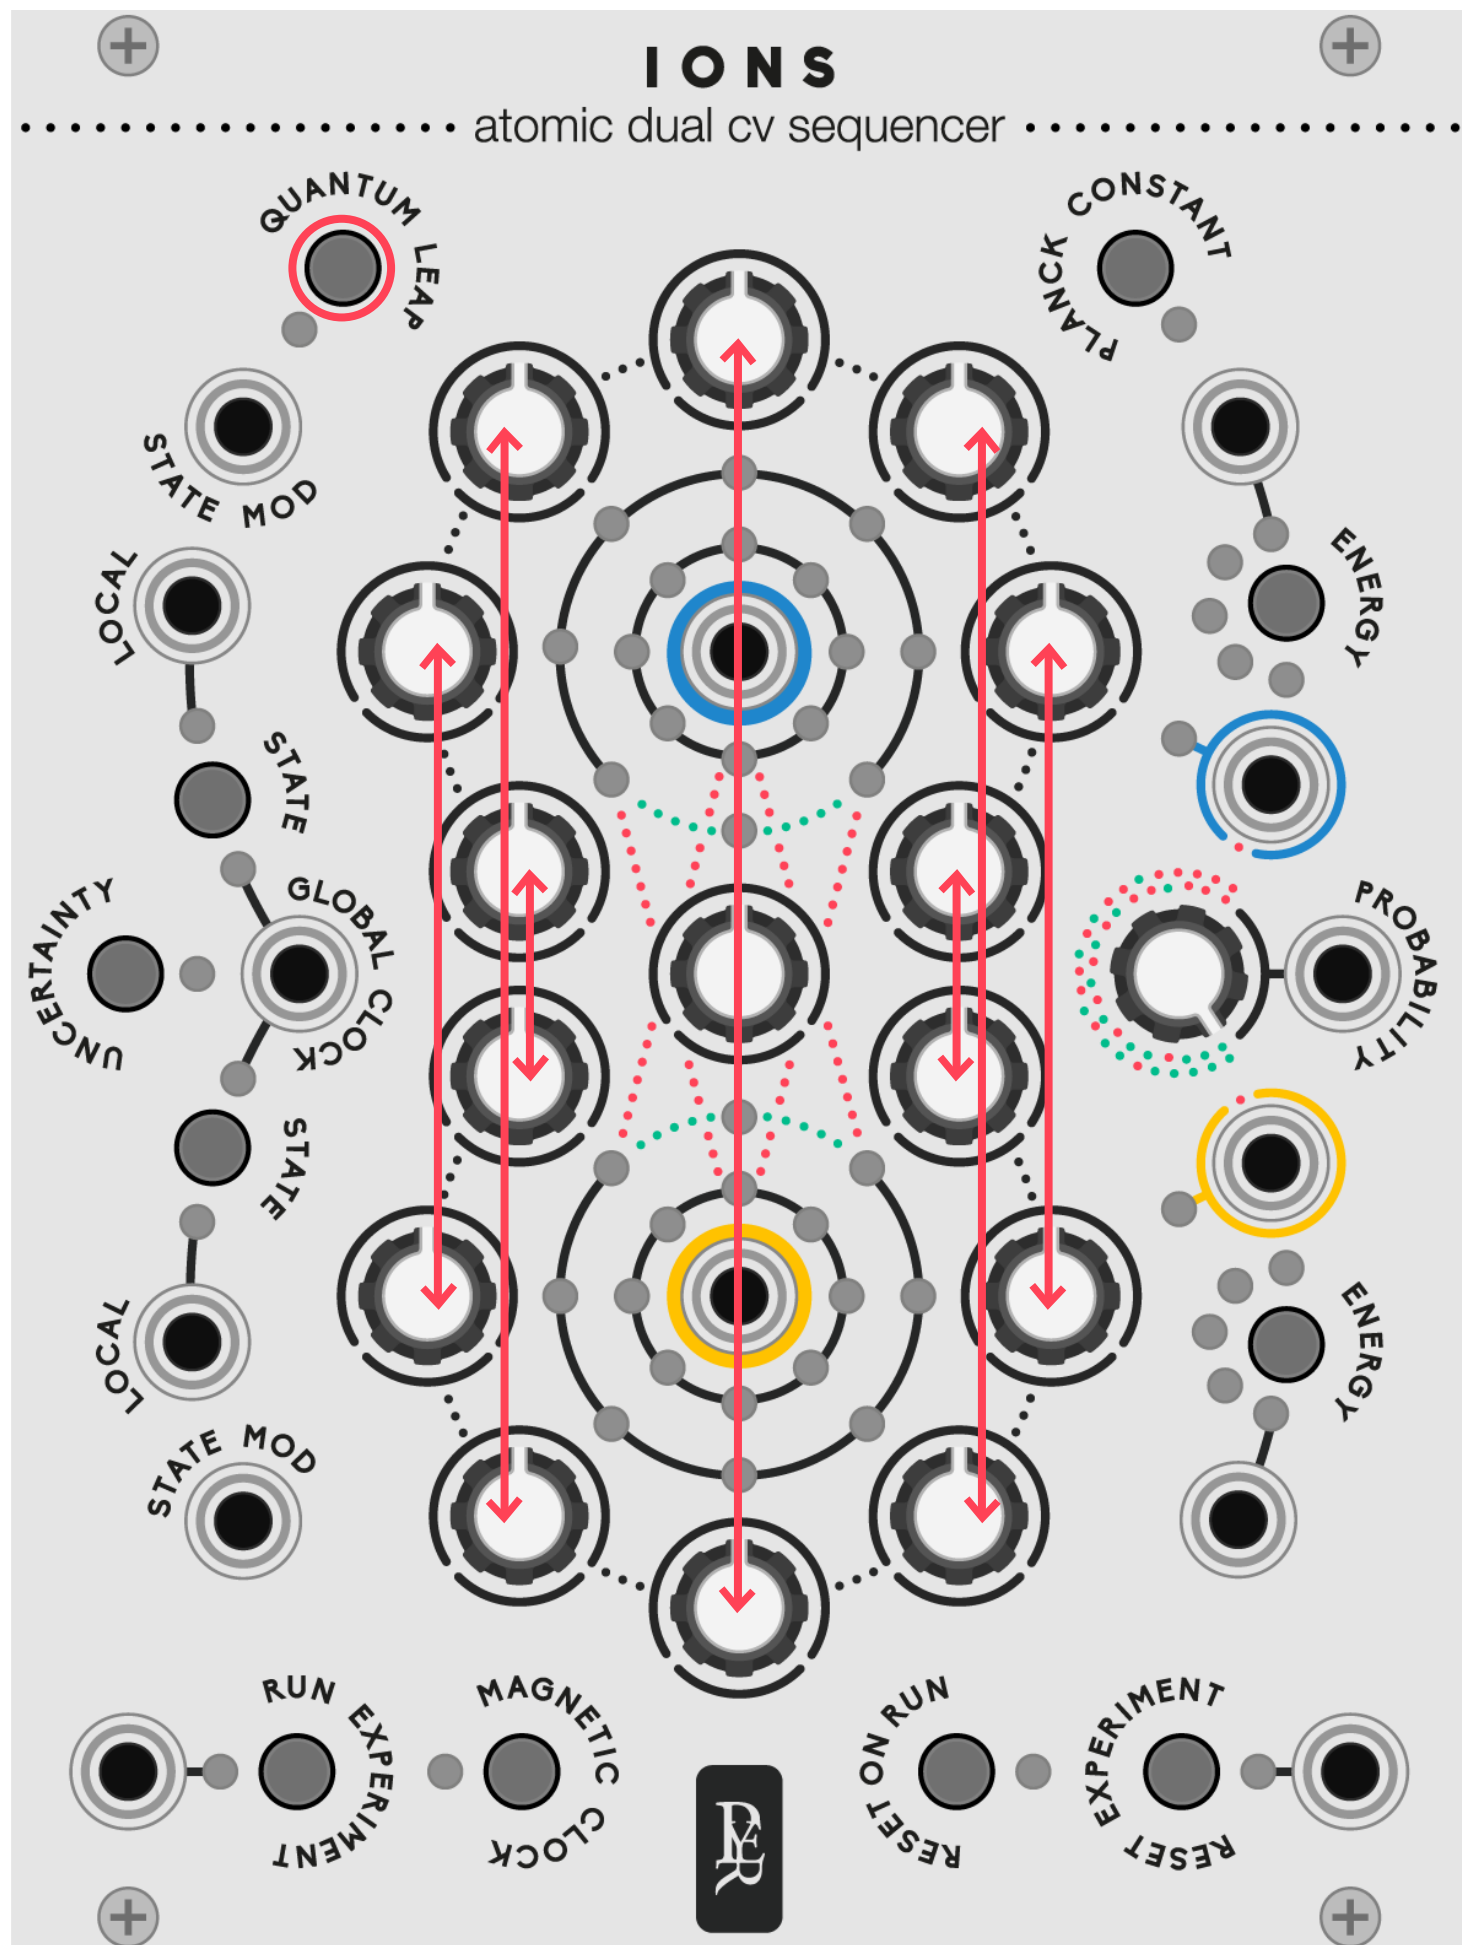 IONS
atomic dual cv sequencer
QUANTUM LEAP
PLANCK CONSTANT
STATE MOD
LOCAL
ENERGY
STATE
UNCERTAINTY
GLOBAL CLOCK
PROBABILITY
STATE
LOCAL
ENERGY
STATE MOD
RUN EXPERIMENT
MAGNETIC CLOCK
RESET ON RUN
RESET EXPERIMENT